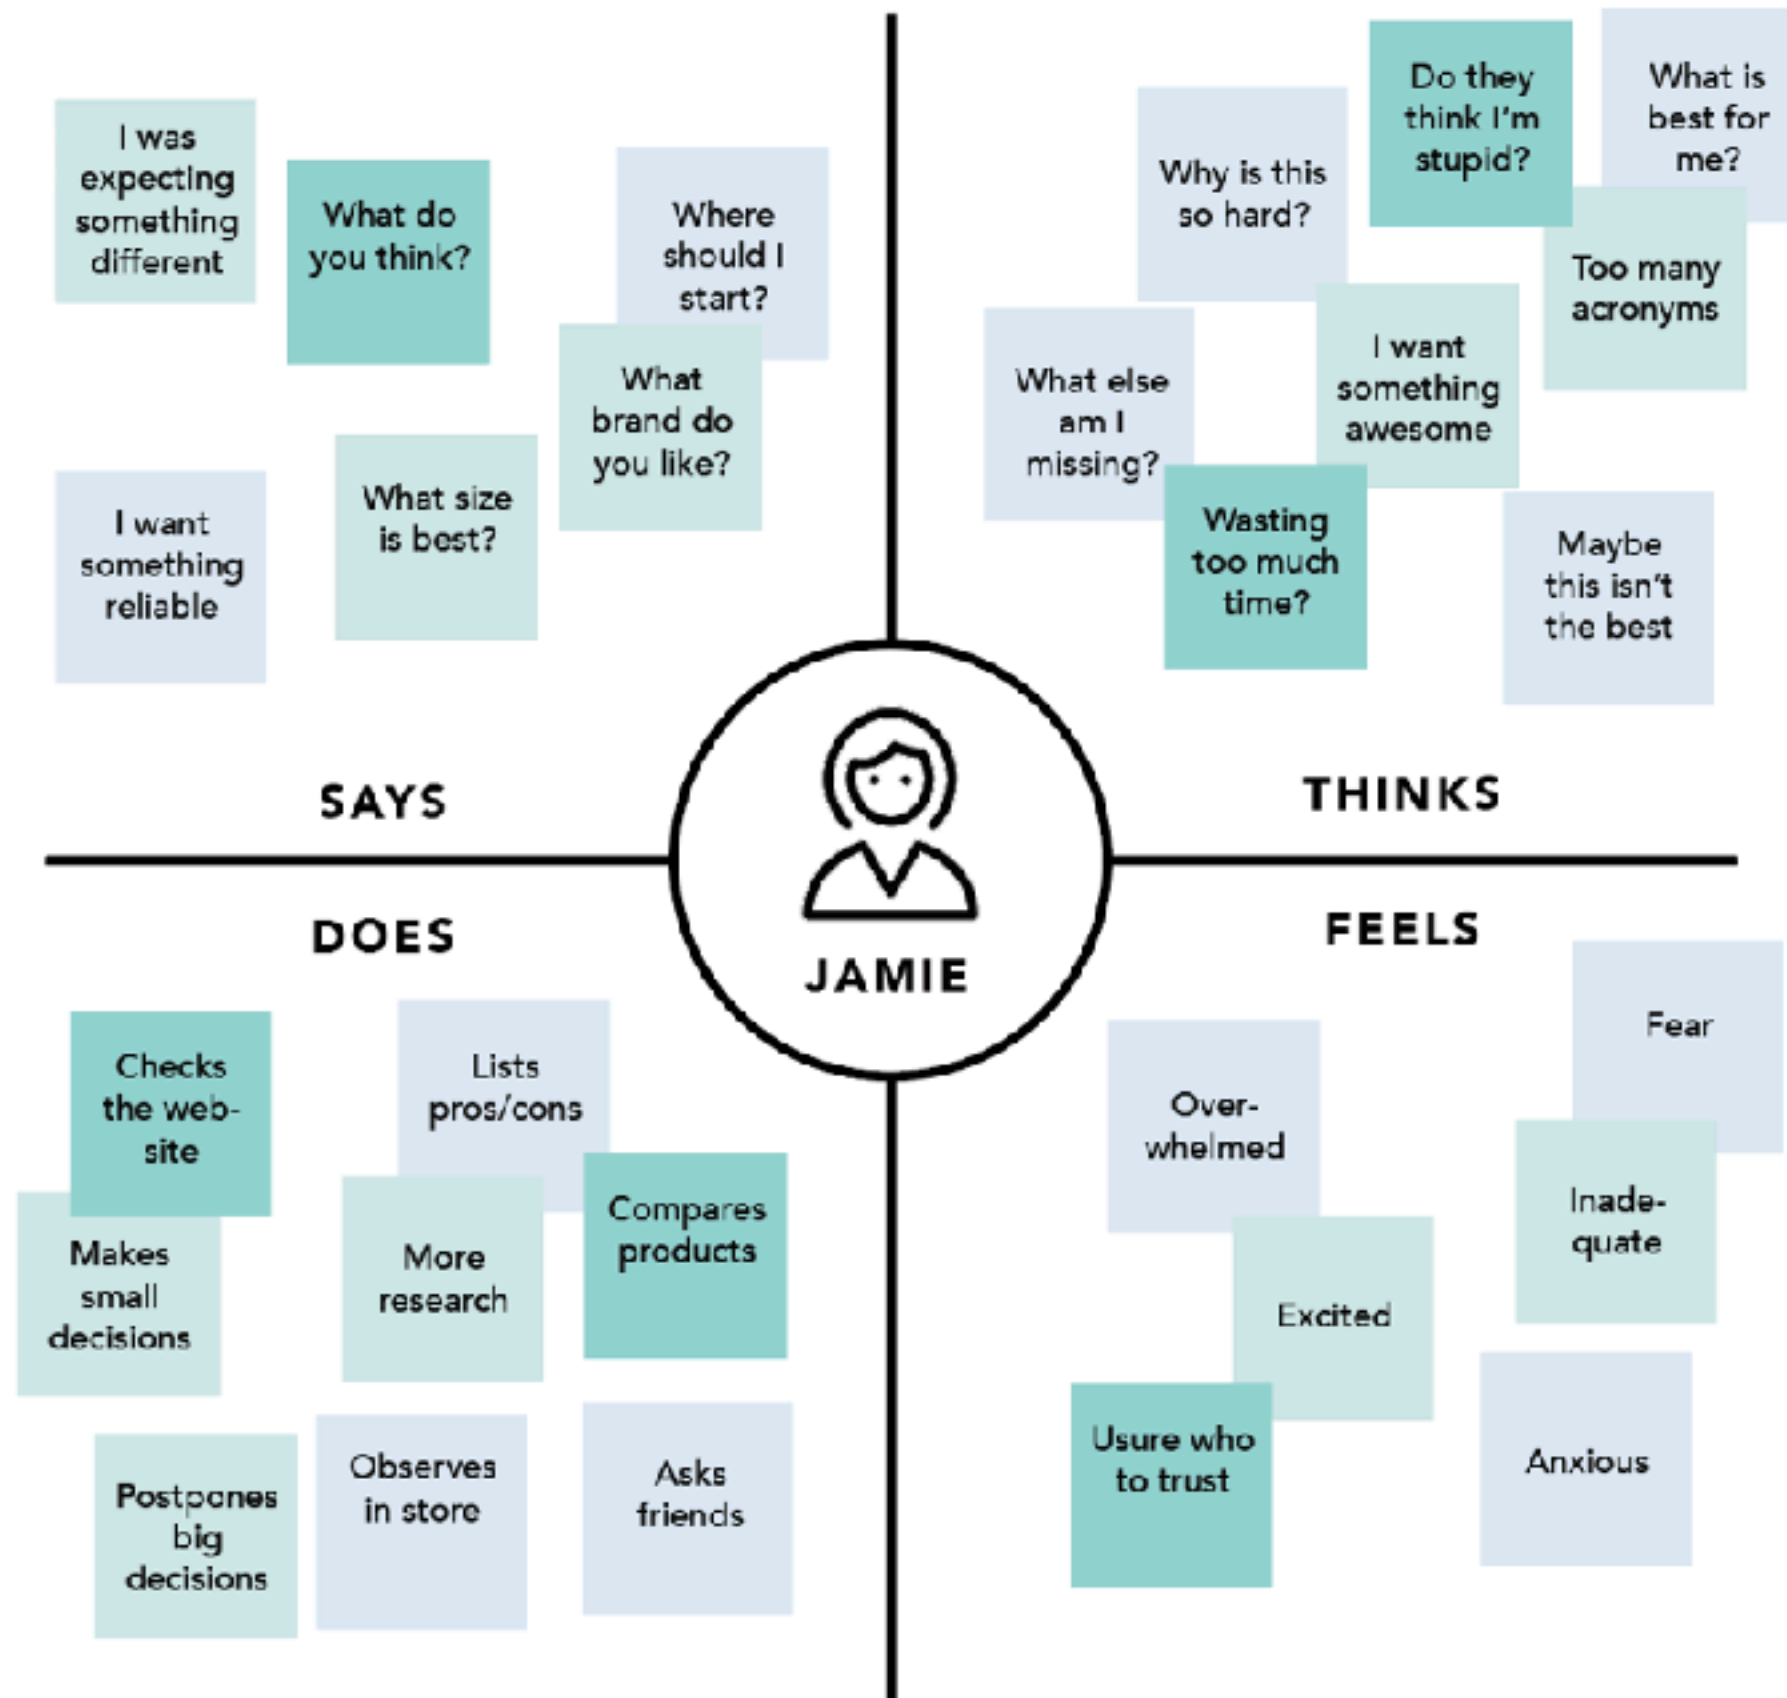 I was
expecting
something
different
What do
you think?
Where
should I
start?
What
brand do
you like?
What size
is best?
I want
something
reliable
SAYS
Do they
think I'm
stupid?
What is
best for
me?
Why is this
so hard?
Too many
acronyms
I want
something
awesome
What else
am I
missing?
Wasting
too much
time?
Maybe
this isn't
the best
THINKS
JAMIE
DOES
Checks
the web-
site
Lists
pros/cons
Compares
products
Makes
small
decisions
More
research
Postpones
big
decisions
Observes
in store
Asks
friends
FEELS
Fear
Over-
whelmed
Inade-
quate
Excited
Usure who
to trust
Anxious